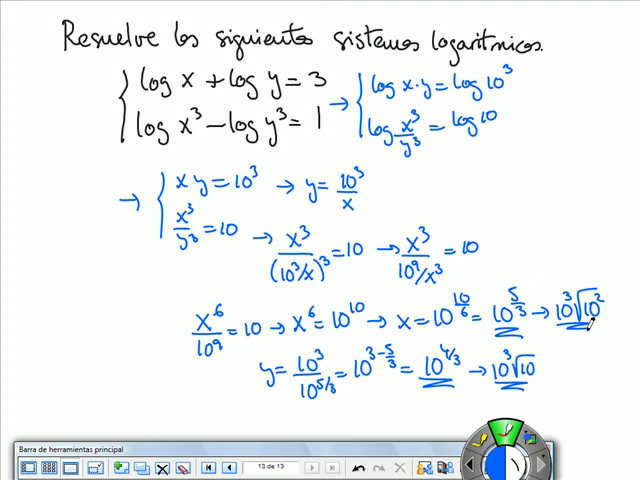 Resuelve los siguientes sistemas logarítmicos.
{ log x + log y = 3 → { log x·y = log 10³
{ log x³ − log y³ = 1 { log x³/y³ = log 10
→ { x y = 10³ → y = 10³/x
{ x³/y³ = 10 → x³/(10³/x)³ = 10 → x³/(10⁹/x³) = 10
x⁶/10⁹ = 10 → x⁶ = 10¹⁰ → x = 10^(10/6) = 10^(5/3) → 10 ³√10²
y = 10³/10^(5/3) = 10^(3−5/3) = 10^(4/3) → 10 ³√10
Barra de herramientas principal
13 de 13